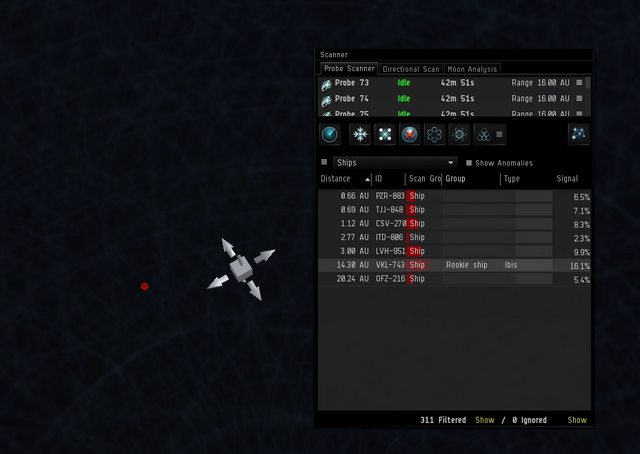 Scanner
Probe Scanner Directional Scan Moon Analysis
Probe 73 Idle 42m 51s Range 16.00 AU
Probe 74 Idle 42m 51s Range 16.00 AU
Probe 75 Idle 42m 51s Range 16.00 AU
Ships Show Anomalies
Distance ID Scan Gro Group Type Signal
0.66 AU PZR-883 Ship 6.5%
0.69 AU TJJ-848 Ship 7.1%
1.12 AU CSV-270 Ship 8.3%
2.77 AU ITD-806 Ship 2.3%
3.00 AU LVH-951 Ship 9.9%
14.30 AU VKL-743 Ship Rookie ship Ibis 16.1%
20.24 AU OFZ-216 Ship 5.4%
311 Filtered Show / 0 Ignored Show